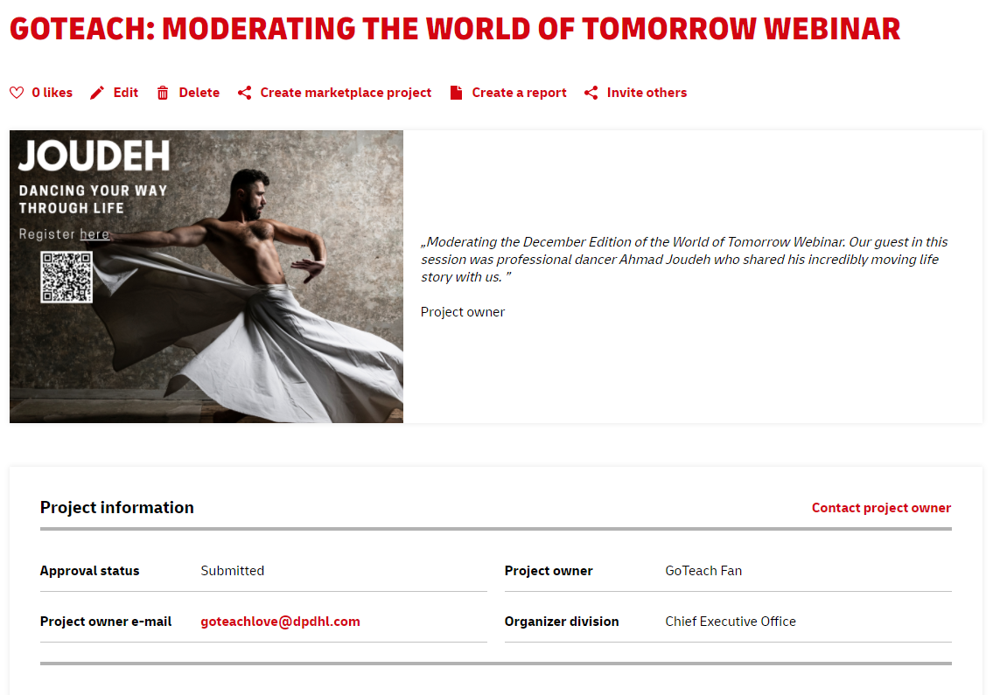 GOTEACH: MODERATING THE WORLD OF TOMORROW WEBINAR
0 likes Edit Delete Create marketplace project Create a report Invite others
JOUDEH
DANCING YOUR WAY
THROUGH LIFE
Register here
„Moderating the December Edition of the World of Tomorrow Webinar. Our guest in this
session was professional dancer Ahmad Joudeh who shared his incredibly moving life
story with us. ”
Project owner
Project information Contact project owner
Approval status Submitted Project owner GoTeach Fan
Project owner e-mail goteachlove@dpdhl.com Organizer division Chief Executive Office